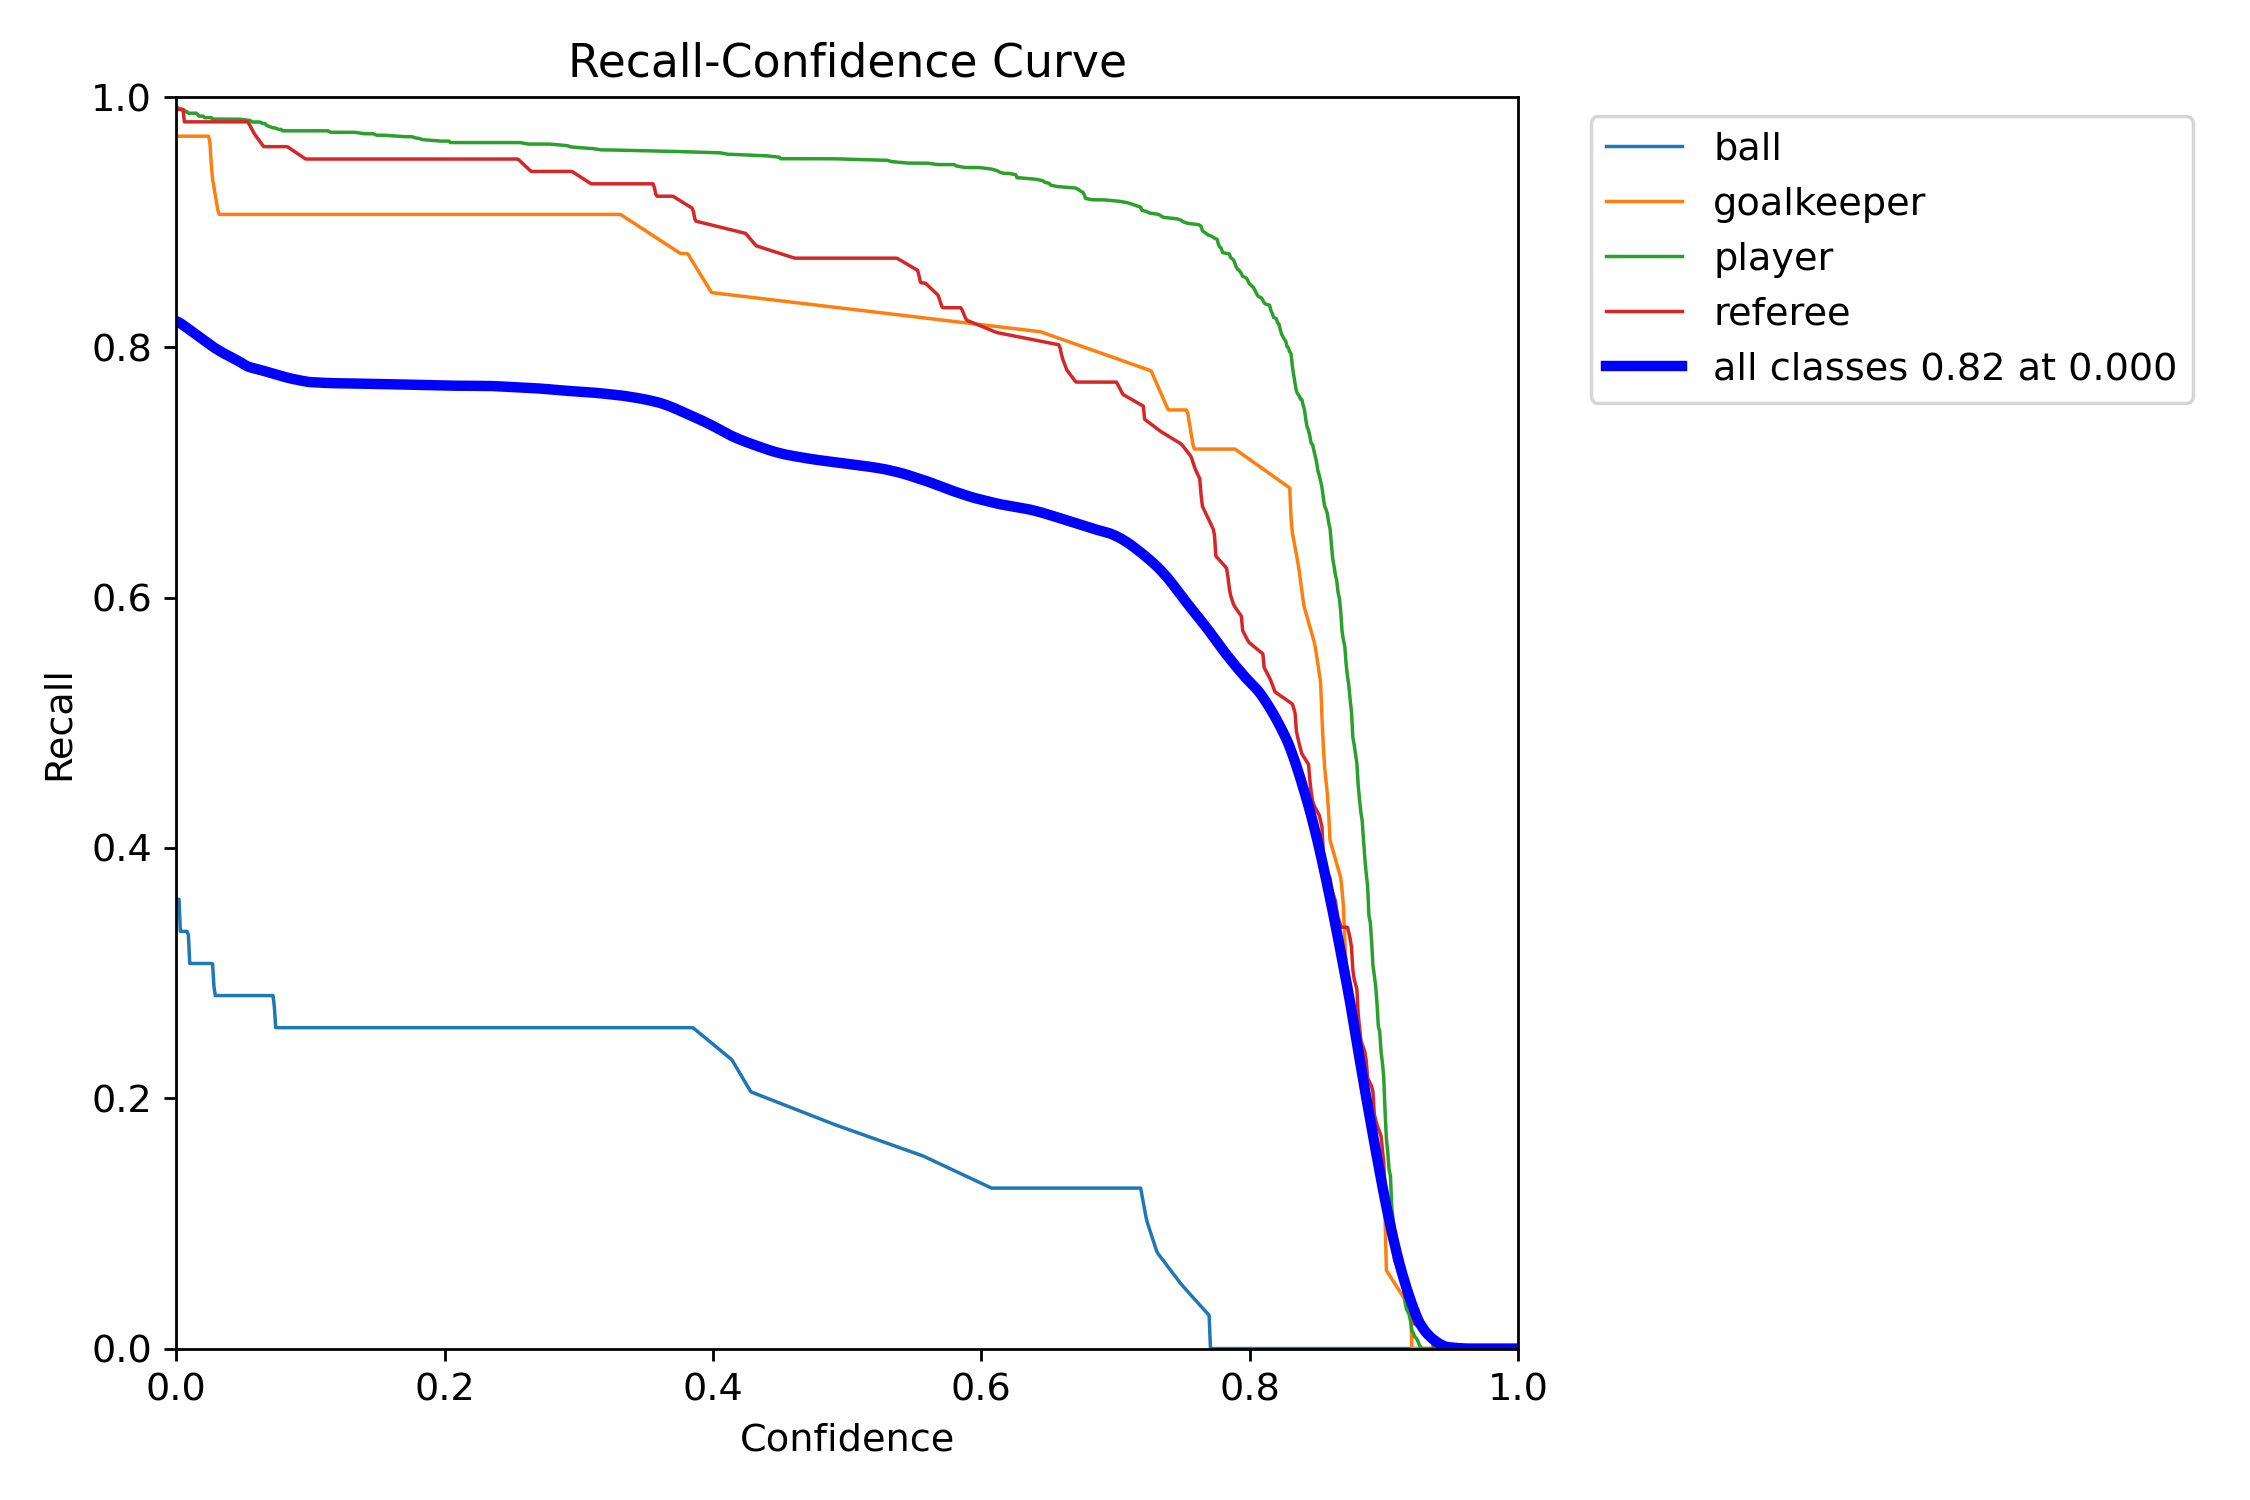 Recall-Confidence Curve
1.0
0.8
0.6
0.4
0.2
0.0
Recall
0.0 0.2 0.4 0.6 0.8 1.0
Confidence
ball
goalkeeper
player
referee
all classes 0.82 at 0.000